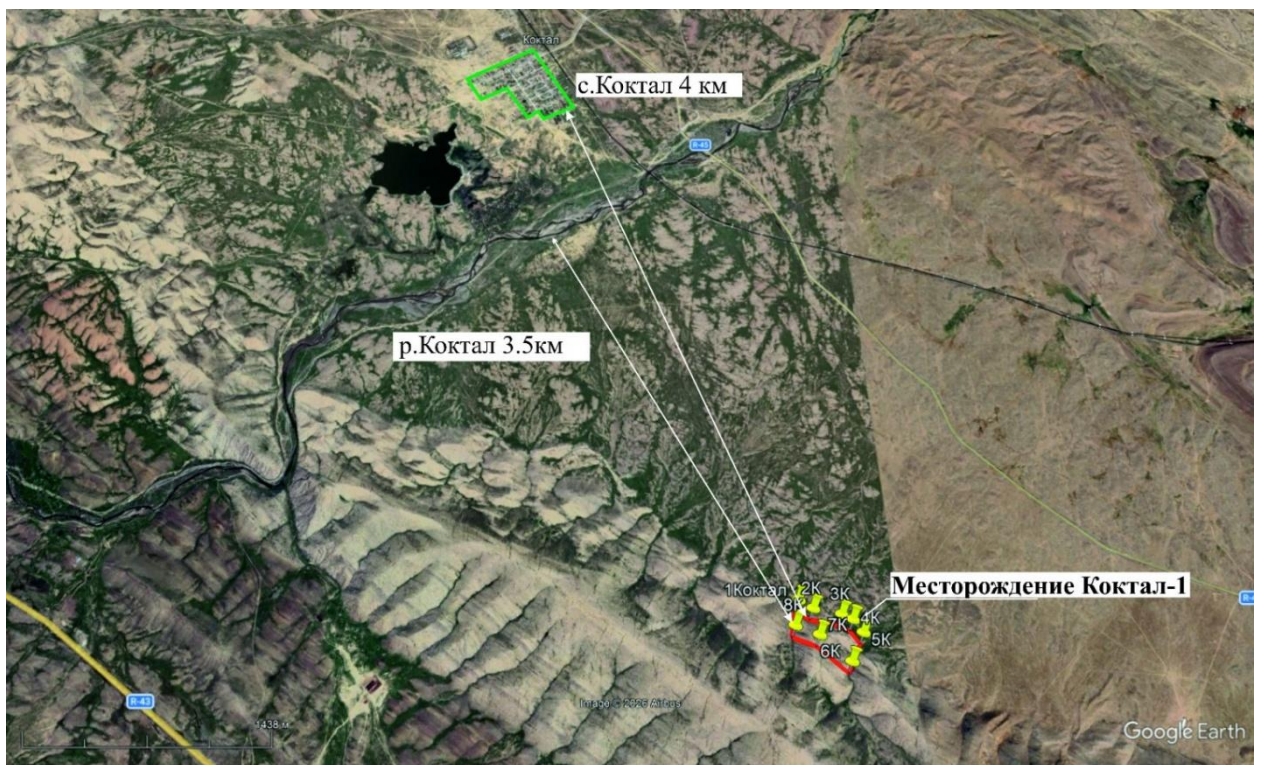 Коктал
с.Коктал 4 км
R-45
р.Коктал 3.5км
Месторождение Коктал-1
1Коктал
2К
3К
4К
8К
7К
5К
6К
R-4
R-43
1438 м
Image © 2026 Airbus
Google Earth